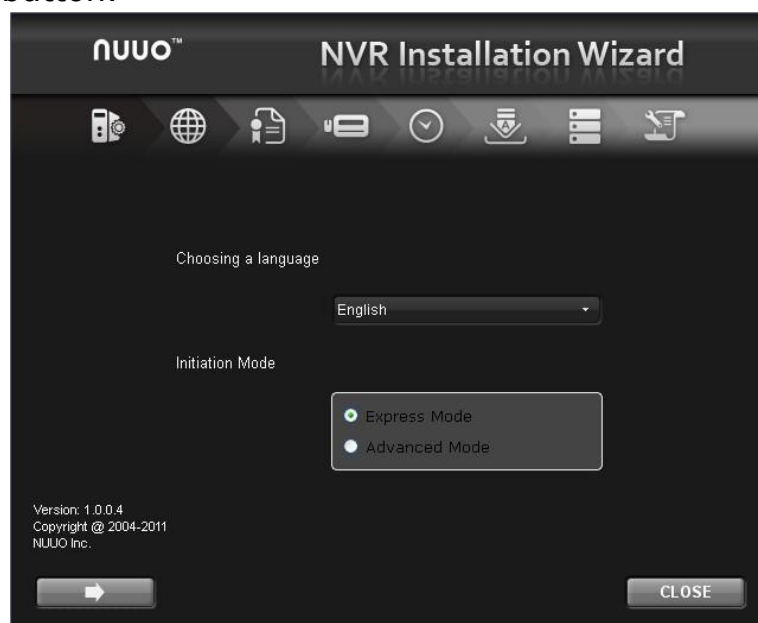 button.
nuuo™
NVR Installation Wizard
Choosing a language
English
Initiation Mode
Express Mode
Advanced Mode
Version: 1.0.0.4
Copyright @ 2004-2011
NUUO Inc.
CLOSE